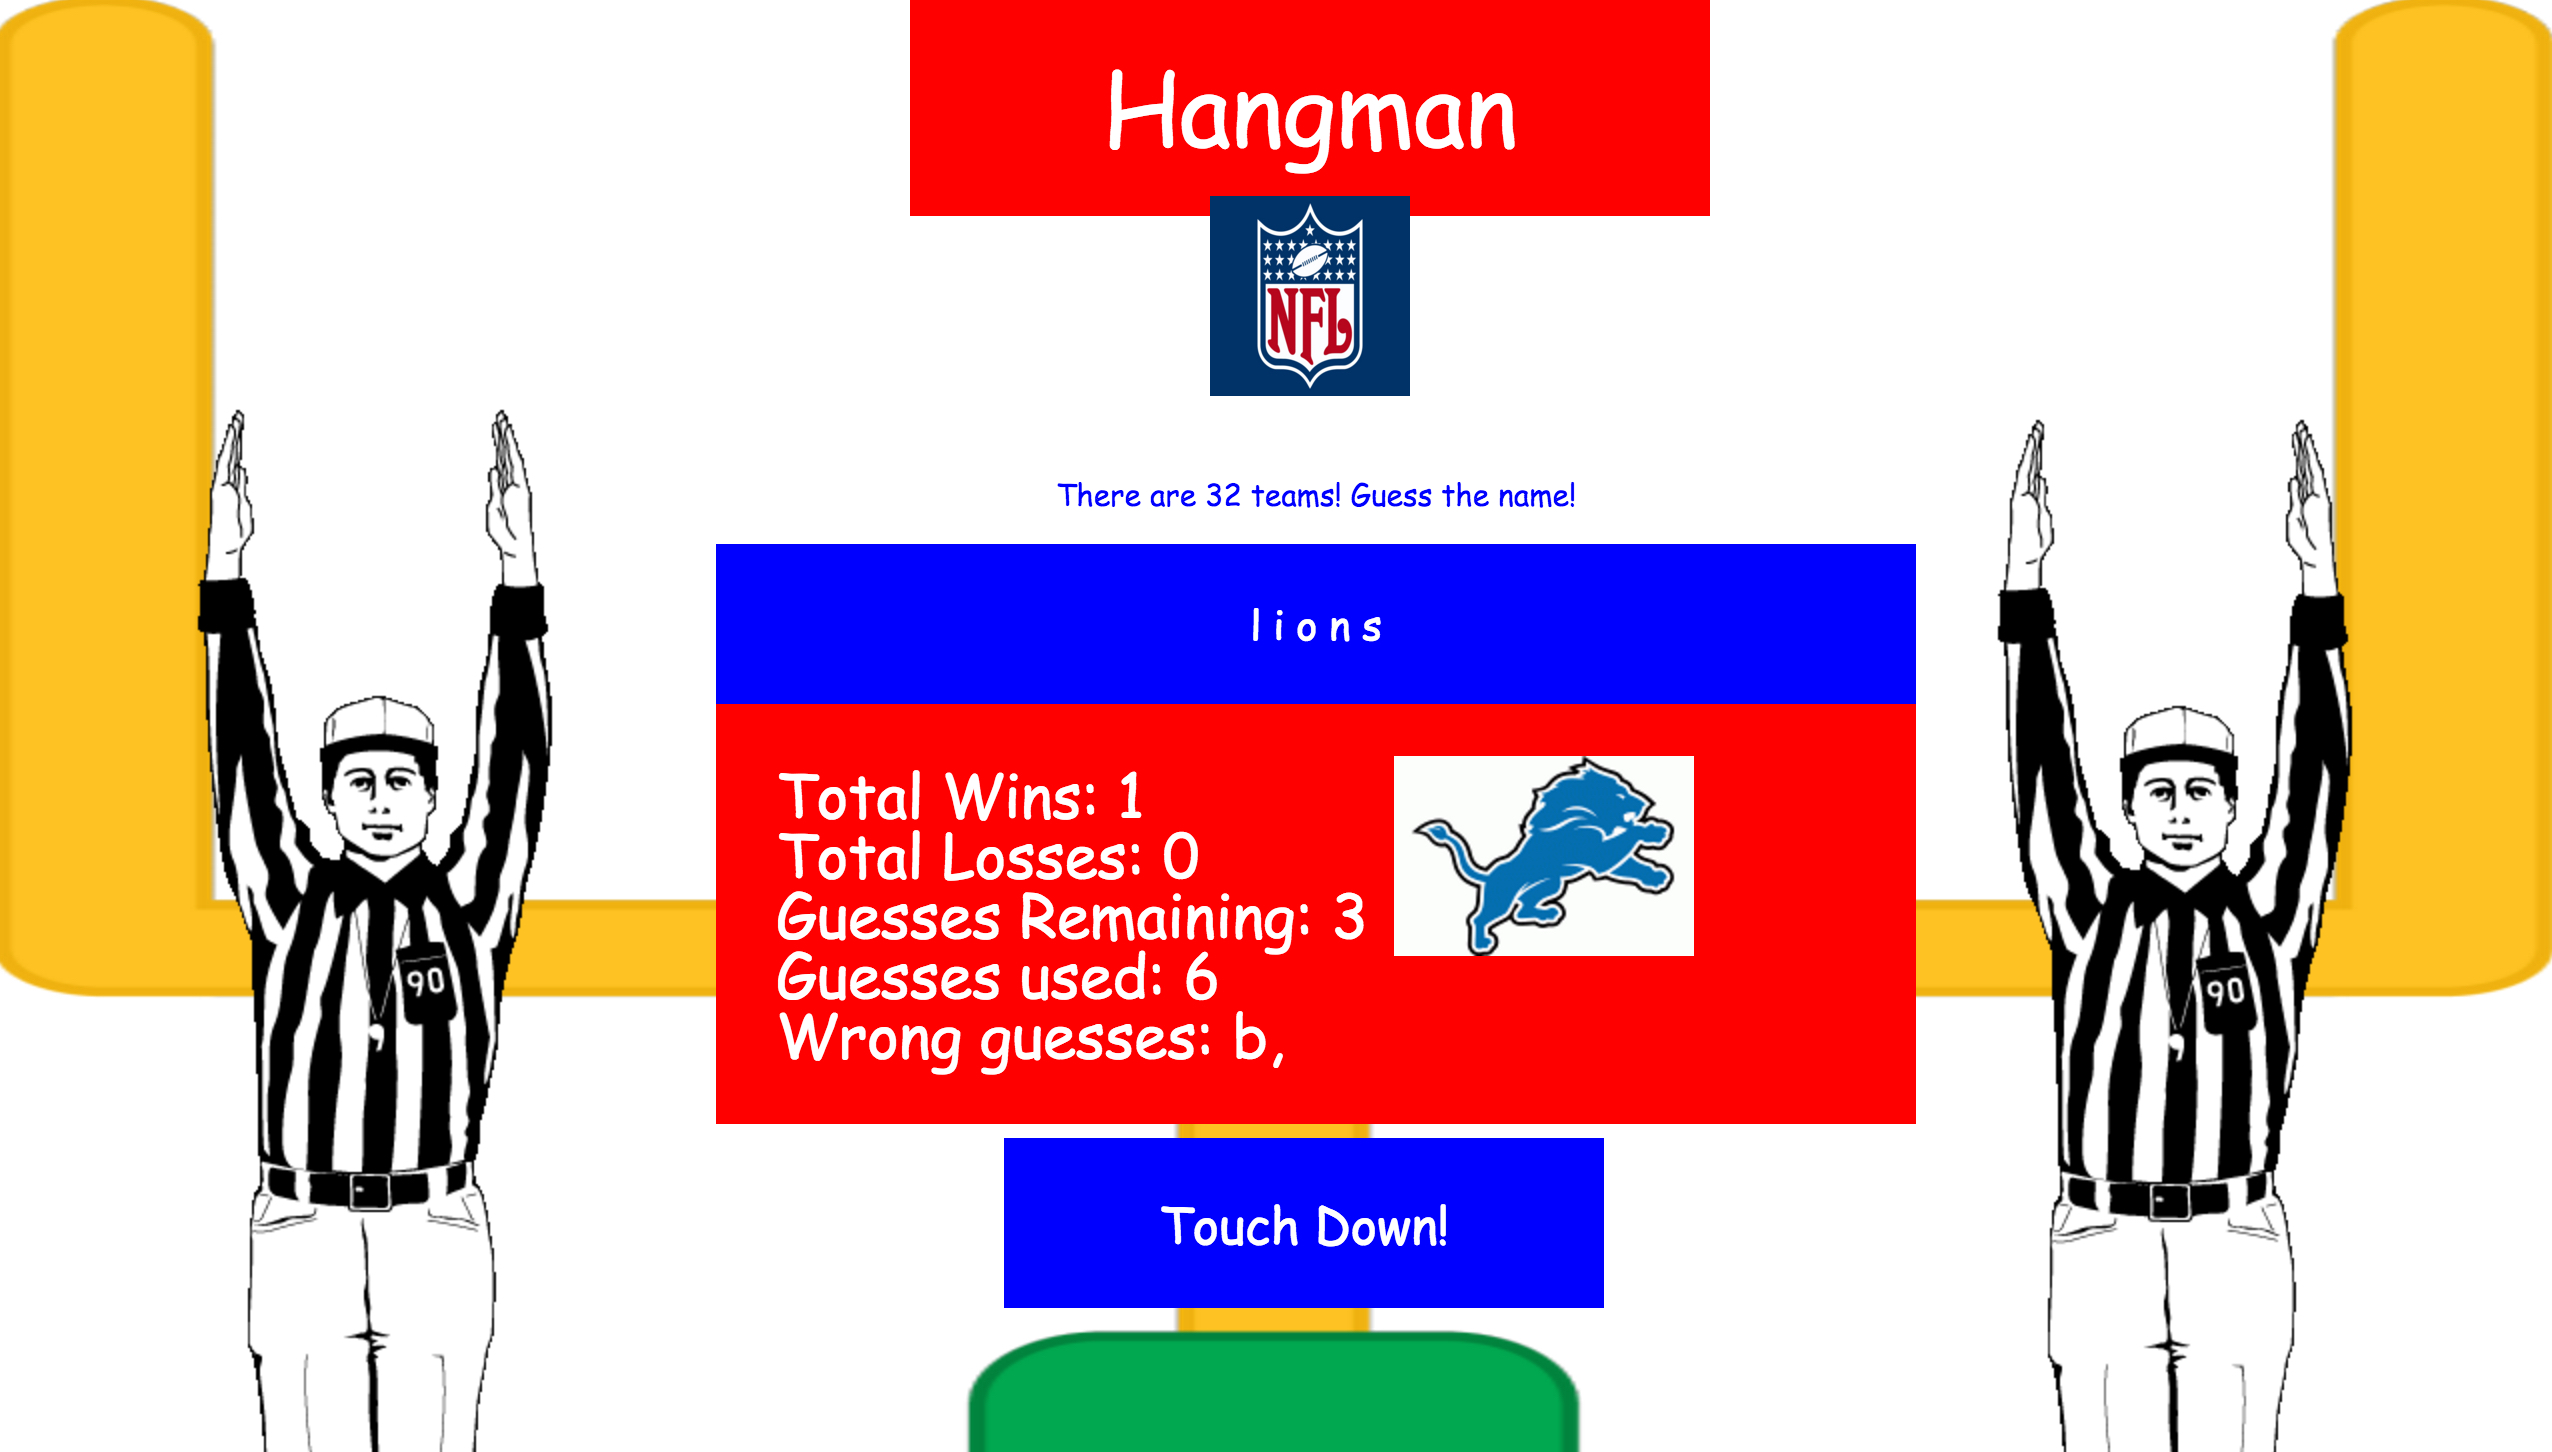 Hangman
NFL
There are 32 teams! Guess the name!
l i o n s
Total Wins: 1
Total Losses: 0
Guesses Remaining: 3
Guesses used: 6
Wrong guesses: b,
90
90
Touch Down!